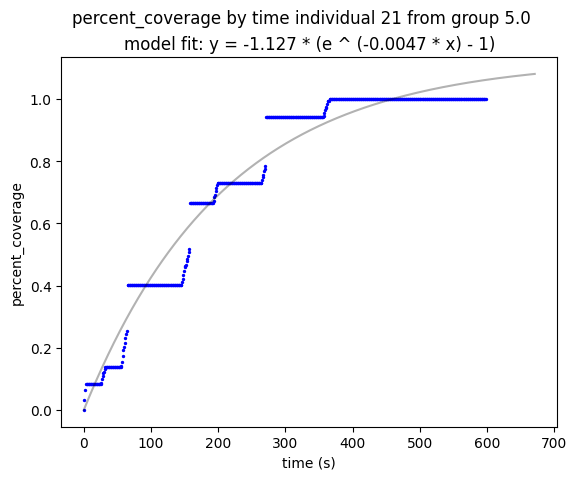 percent_coverage by time individual 21 from group 5.0
model fit: y = -1.127 * (e ^ (-0.0047 * x) - 1)
1.0
0.8
0.6
0.4
0.2
0.0
percent_coverage
0 100 200 300 400 500 600 700
time (s)